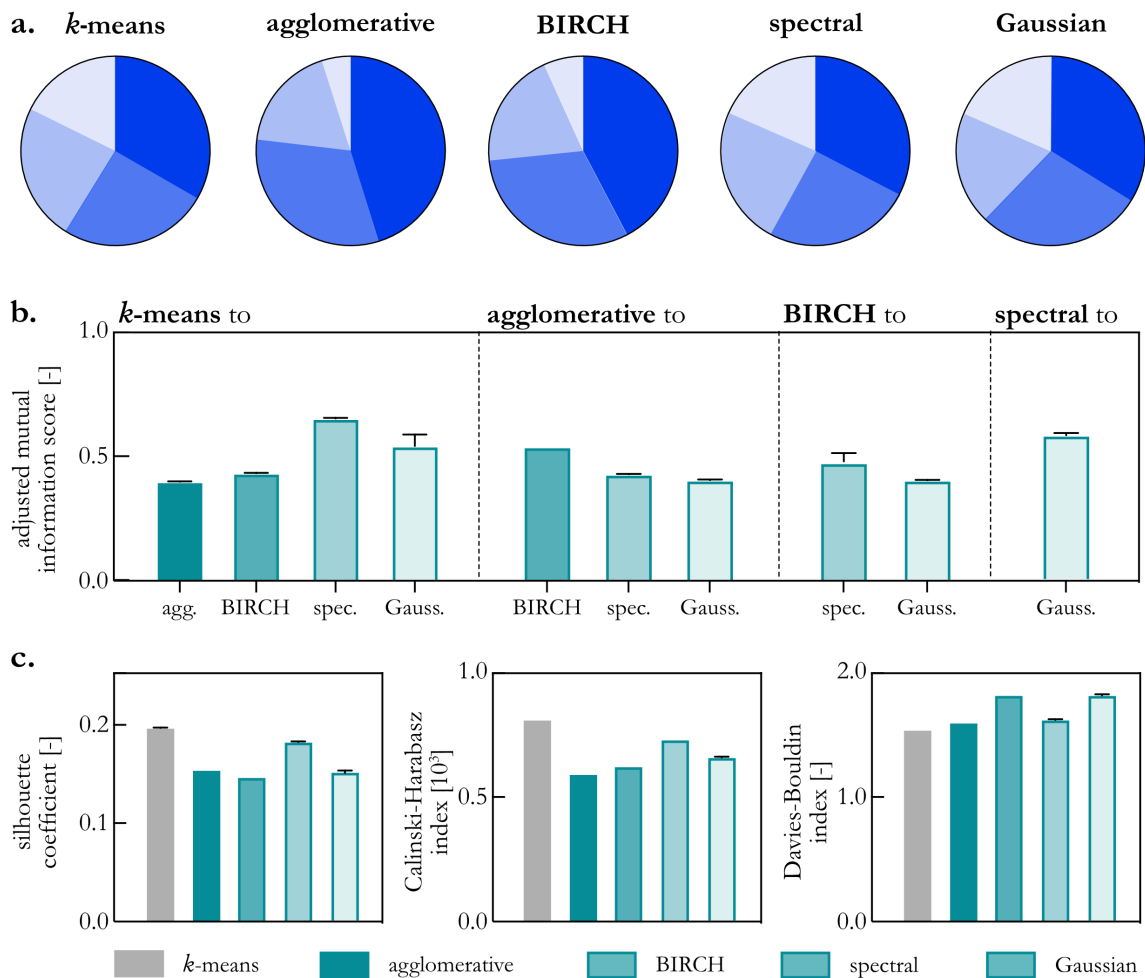 a. k-means agglomerative BIRCH spectral Gaussian
b. k-means to agglomerative to BIRCH to spectral to
adjusted mutual
information score [-]
1.0
0.5
0.0
agg. BIRCH spec. Gauss. BIRCH spec. Gauss. spec. Gauss. Gauss.
c.
silhouette
coefficient [-]
0.2
0.1
0.0
Calinski-Harabasz
index [10³]
1.0
0.5
0.0
Davies-Bouldin
index [-]
2.0
1.0
0.0
k-means agglomerative BIRCH spectral Gaussian